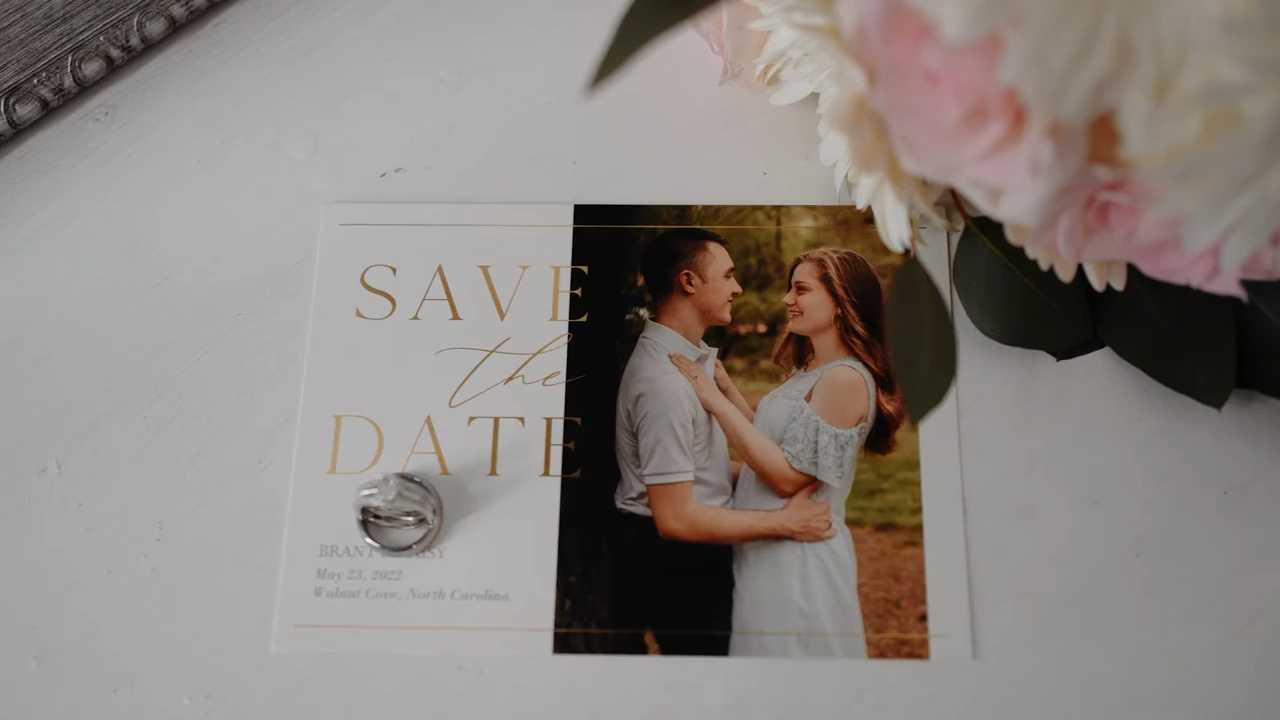 SAVE
the
DATE
BRANT
May 23, 2022
Walnut Cove, North Carolina